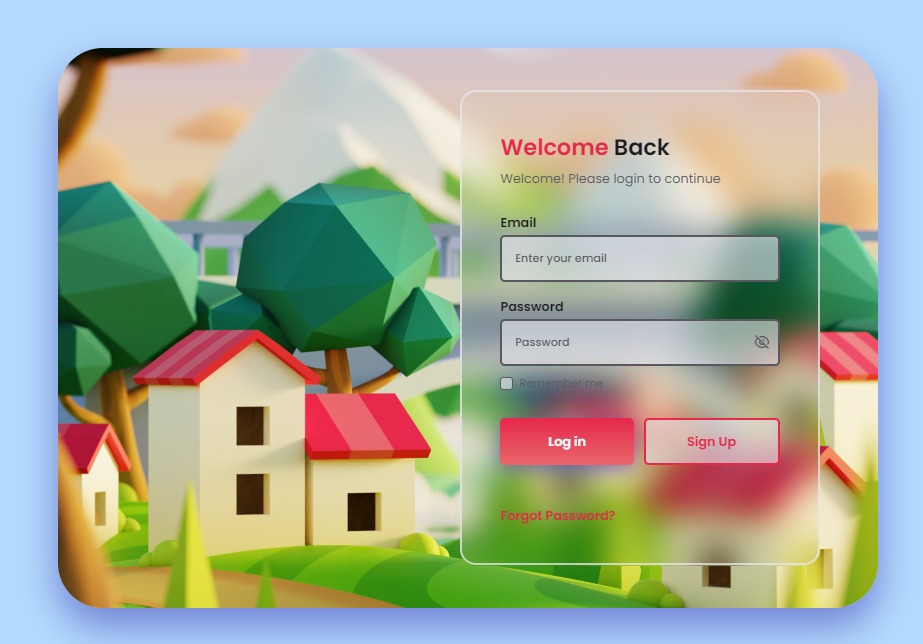 Welcome Back
Welcome! Please login to continue
Email
Enter your email
Password
Password
Remember me
Log in
Sign Up
Forgot Password?